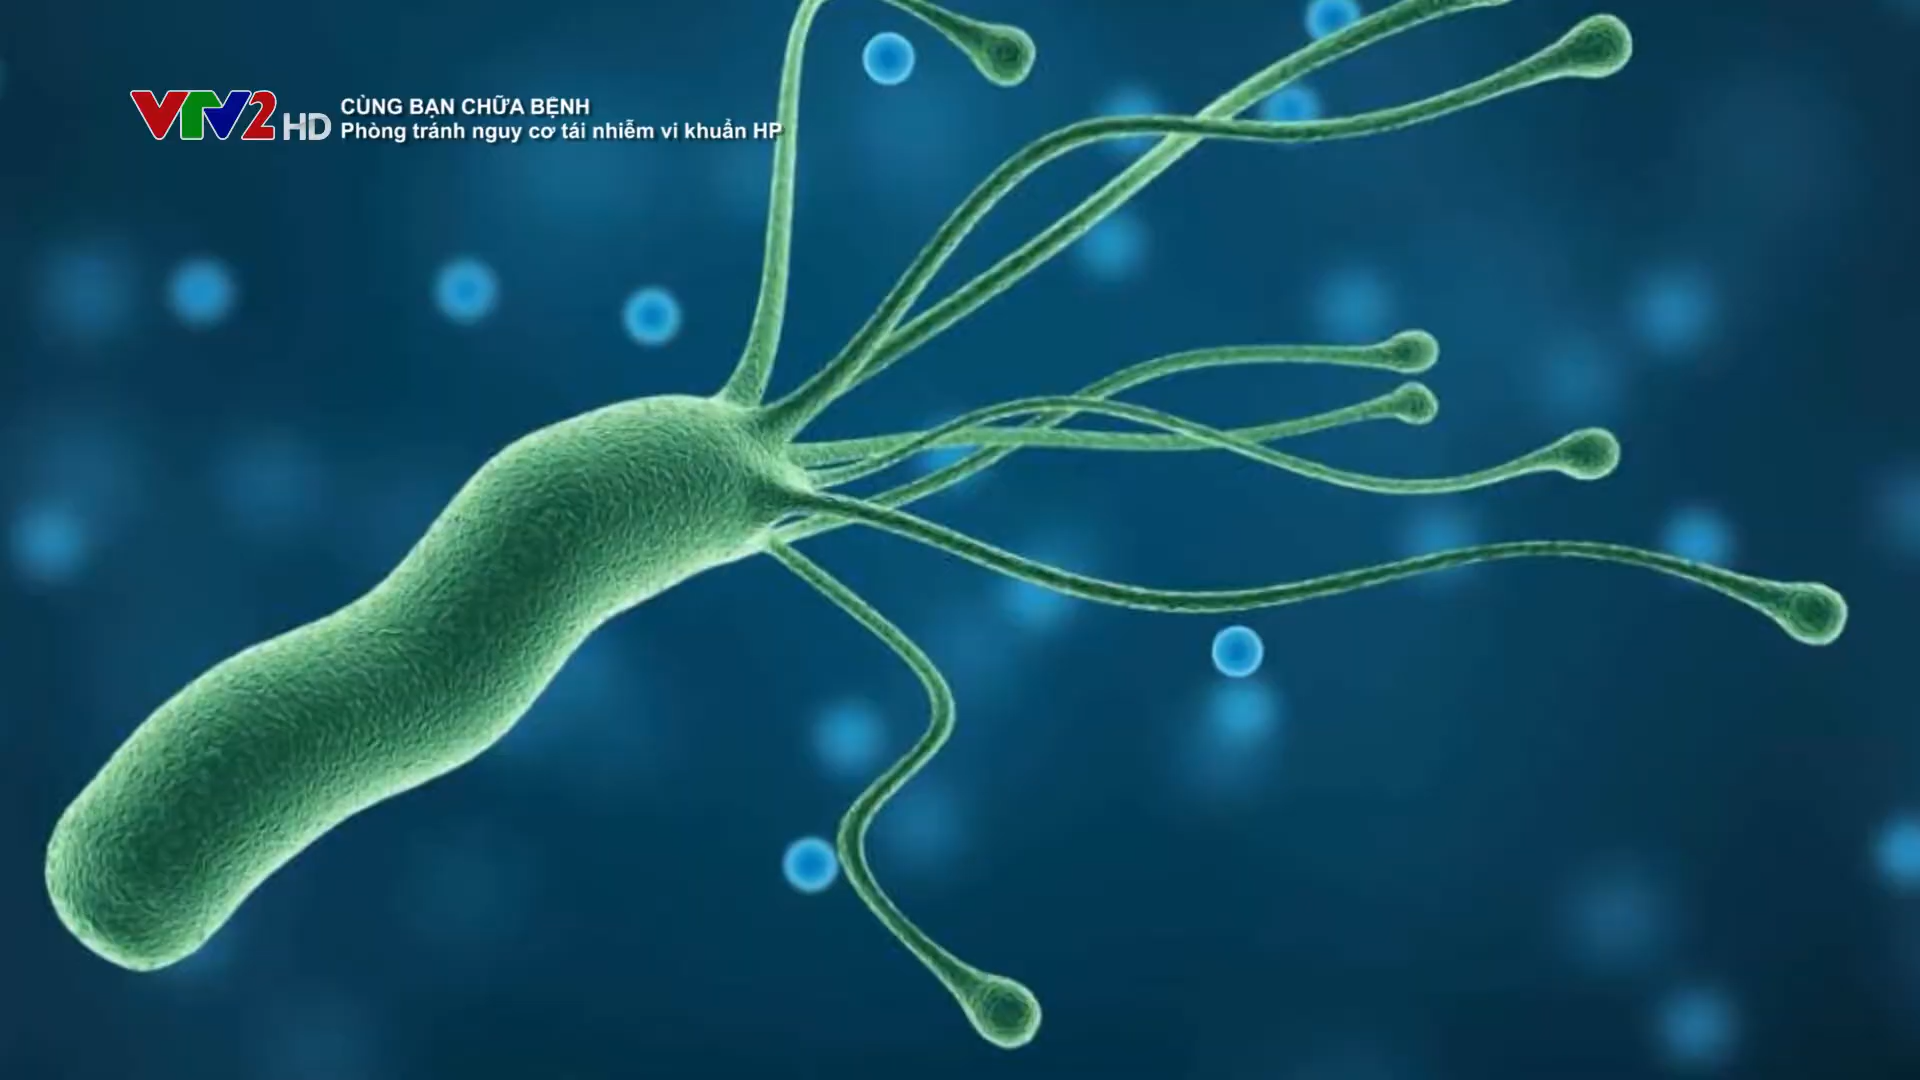 VTV2 HD
CÙNG BẠN CHỮA BỆNH
Phòng tránh nguy cơ tái nhiễm vi khuẩn HP